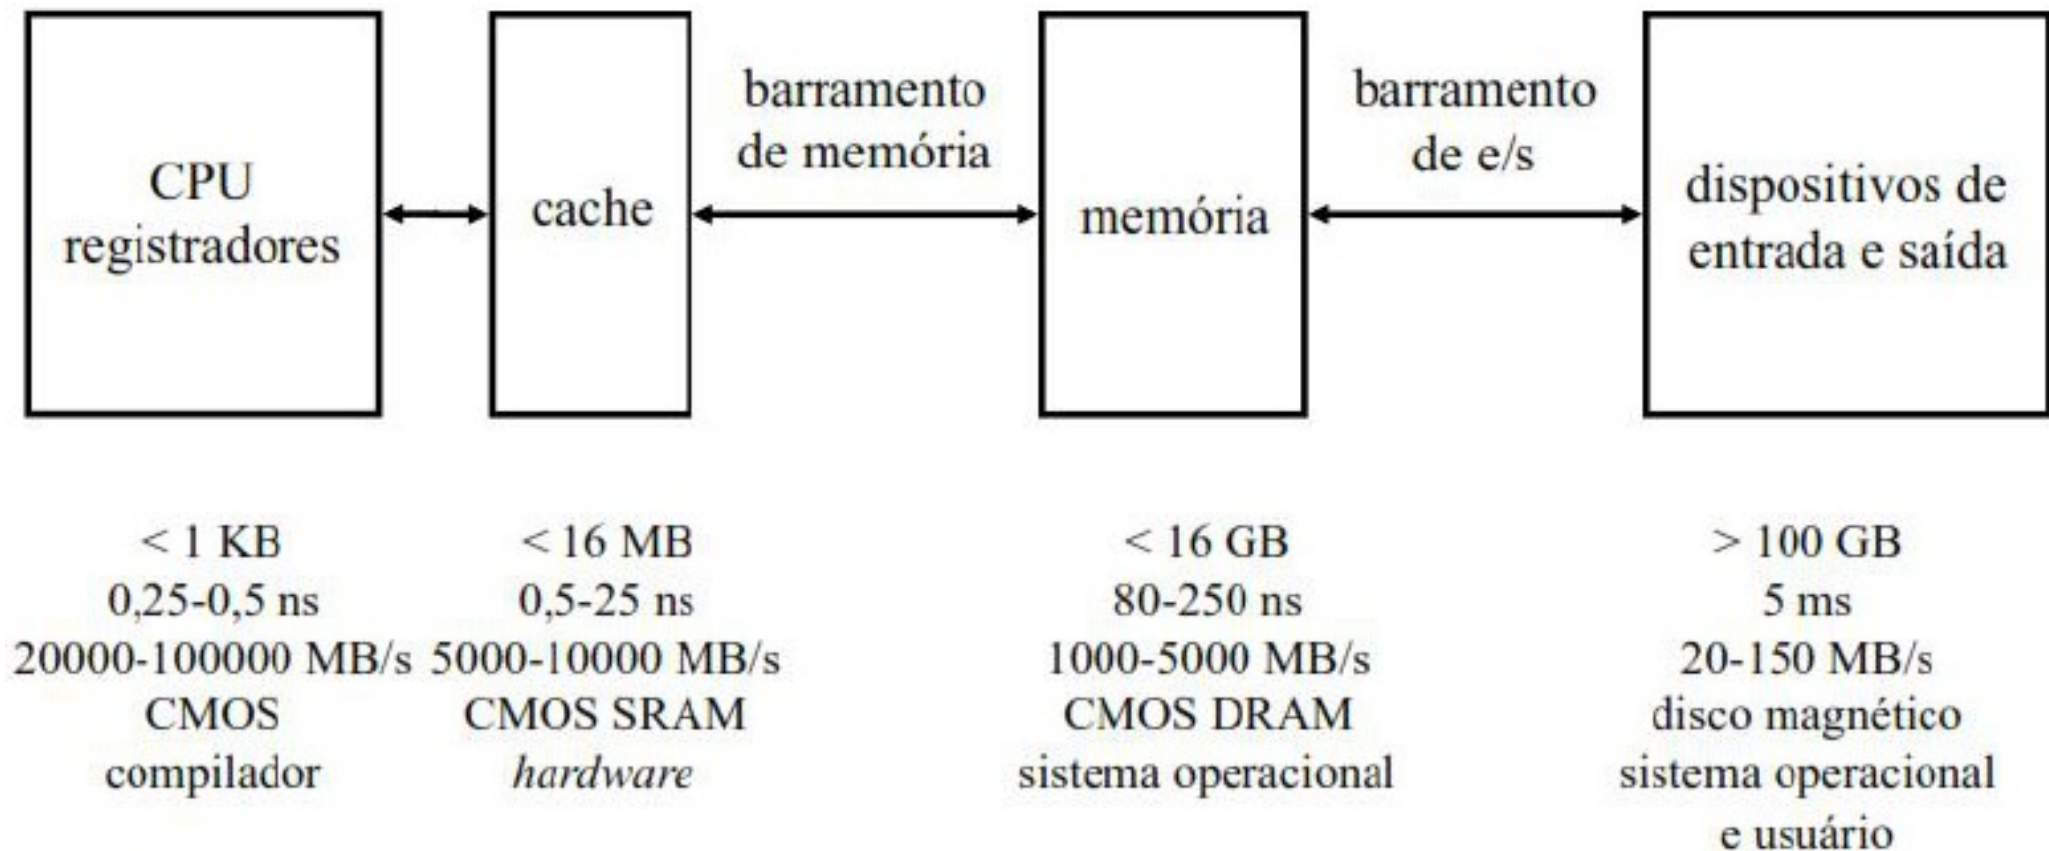 CPU
registradores
cache
barramento
de memória
memória
barramento
de e/s
dispositivos de
entrada e saída
< 1 KB
0,25-0,5 ns
20000-100000 MB/s
CMOS
compilador
< 16 MB
0,5-25 ns
5000-10000 MB/s
CMOS SRAM
hardware
< 16 GB
80-250 ns
1000-5000 MB/s
CMOS DRAM
sistema operacional
> 100 GB
5 ms
20-150 MB/s
disco magnético
sistema operacional
e usuário